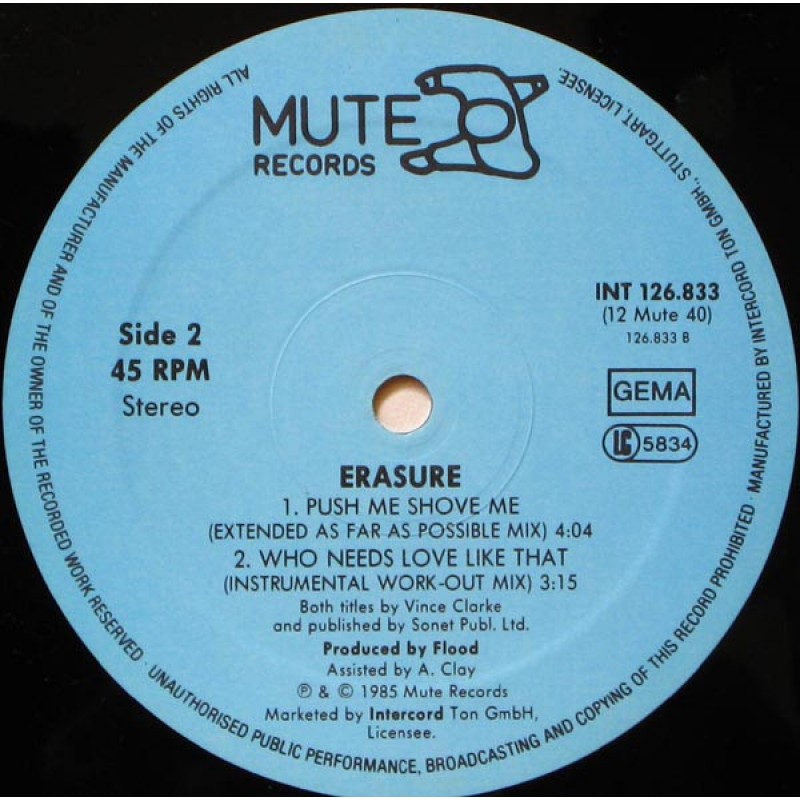 MUTE
RECORDS
Side 2
45 RPM
Stereo
INT 126.833
(12 Mute 40)
126.833 B
GEMA
LC 5834
ERASURE
1. PUSH ME SHOVE ME
(EXTENDED AS FAR AS POSSIBLE MIX) 4:04
2. WHO NEEDS LOVE LIKE THAT
(INSTRUMENTAL WORK-OUT MIX) 3:15
Both titles by Vince Clarke
and published by Sonet Publ. Ltd.
Produced by Flood
Assisted by A. Clay
℗ & © 1985 Mute Records
Marketed by Intercord Ton GmbH,
Licensee.
ALL RIGHTS OF THE MANUFACTURER AND OF THE OWNER OF THE RECORDED WORK RESERVED · UNAUTHORISED PUBLIC PERFORMANCE, BROADCASTING AND COPYING OF THIS RECORD PROHIBITED · MANUFACTURED BY INTERCORD TON GMBH., STUTTGART, LICENSEE.